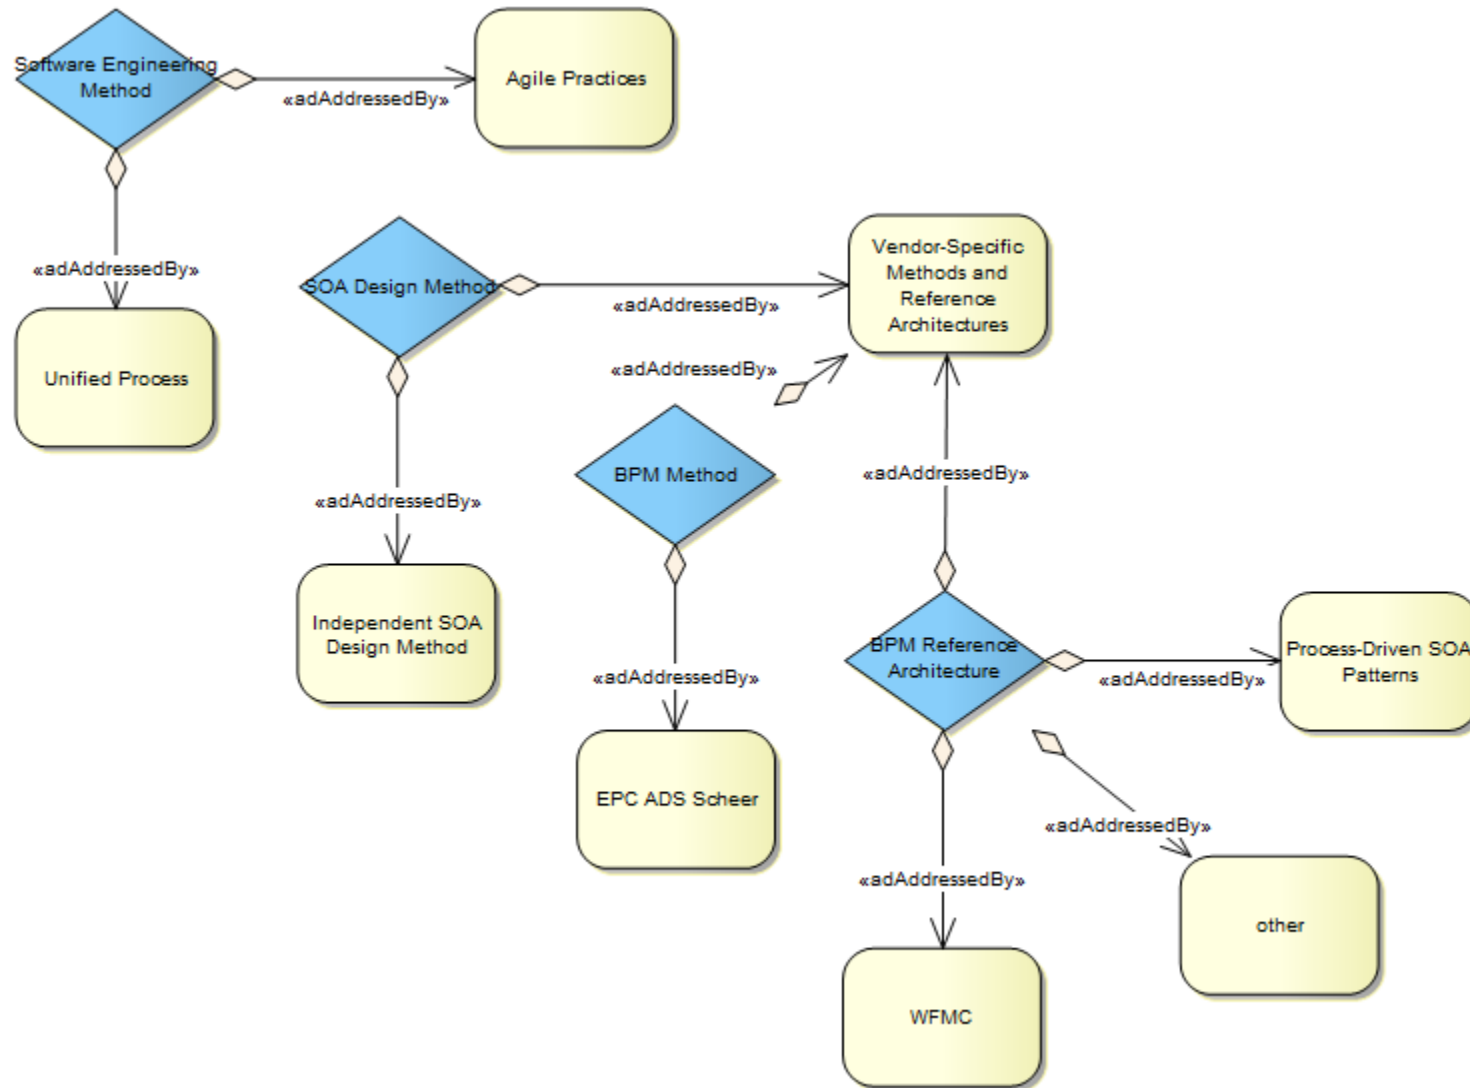 Software Engineering
Method
«adAddressedBy»
Agile Practices
«adAddressedBy»
Unified Process
SOA Design Method
«adAddressedBy»
Vendor-Specific
Methods and
Reference
Architectures
«adAddressedBy»
BPM Method
«adAddressedBy»
«adAddressedBy»
Independent SOA
Design Method
BPM Reference
Architecture
«adAddressedBy»
Process-Driven SOA
Patterns
«adAddressedBy»
EPC ADS Scheer
«adAddressedBy»
«adAddressedBy»
other
WFMC